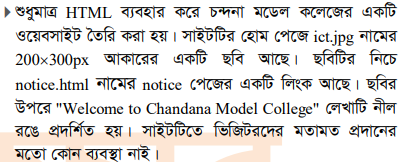 শুধুমাত্র HTML ব্যবহার করে চন্দনা মডেল কলেজের একটি
ওয়েবসাইট তৈরি করা হয়। সাইটটির হোম পেজে ict.jpg নামের
200×300px আকারের একটি ছবি আছে। ছবিটির নিচে
notice.html নামের notice পেজের একটি লিংক আছে। ছবির
উপরে "Welcome to Chandana Model College" লেখাটি নীল
রঙে প্রদর্শিত হয়। সাইটটিতে ভিজিটরদের মতামত প্রদানের
মতো কোন ব্যবস্থা নাই।